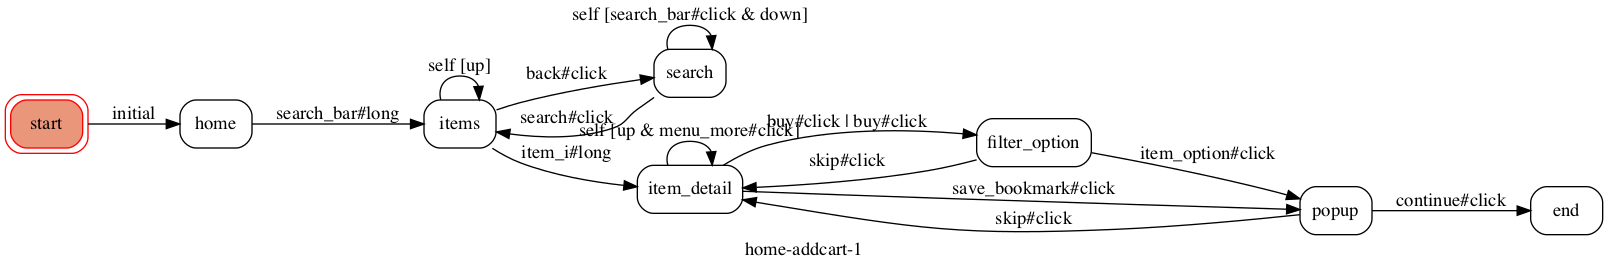 self [search_bar#click & down]
self [up]
search
back#click
start
initial
home
search_bar#long
items
search#click
self [up & menu_more#click]
buy#click | buy#click
filter_option
item_i#long
skip#click
item_option#click
item_detail
save_bookmark#click
popup
continue#click
end
skip#click
home-addcart-1